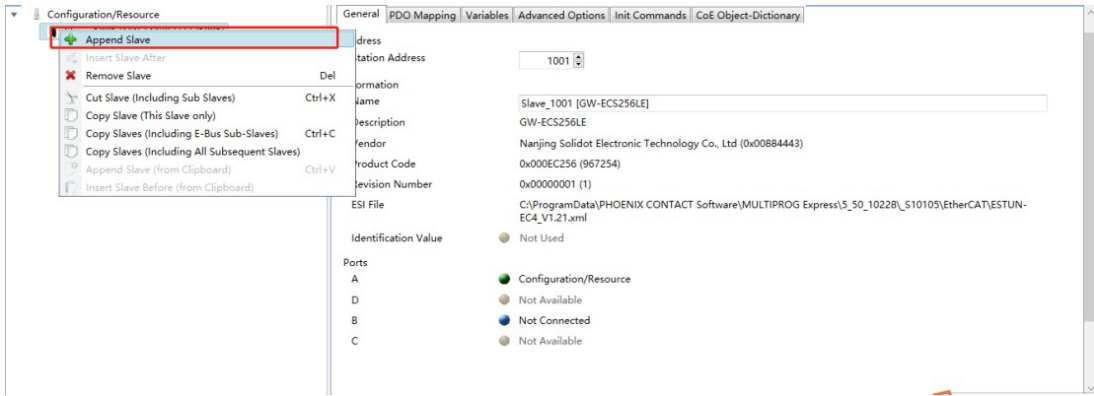 Configuration/Resource
Append Slave
Insert Slave After
Remove Slave Del
Cut Slave (Including Sub Slaves) Ctrl+X
Copy Slave (This Slave only)
Copy Slaves (Including E-Bus Sub-Slaves) Ctrl+C
Copy Slaves (Including All Subsequent Slaves)
Append Slave (from Clipboard) Ctrl+V
Insert Slave Before (from Clipboard)
General PDO Mapping Variables Advanced Options Init Commands CoE Object-Dictionary
dress
tation Address 1001
ormation
Name Slave_1001 [GW-ECS256LE]
Description GW-ECS256LE
Vendor Nanjing Solidot Electronic Technology Co., Ltd (0x00884443)
Product Code 0x000EC256 (967254)
Revision Number 0x00000001 (1)
ESI File C:\ProgramData\PHOENIX CONTACT Software\MULTIPROG Express\5_50_10228\_S10105\EtherCAT\ESTUN-
EC4_V1.21.xml
Identification Value Not Used
Ports
A Configuration/Resource
D Not Available
B Not Connected
C Not Available